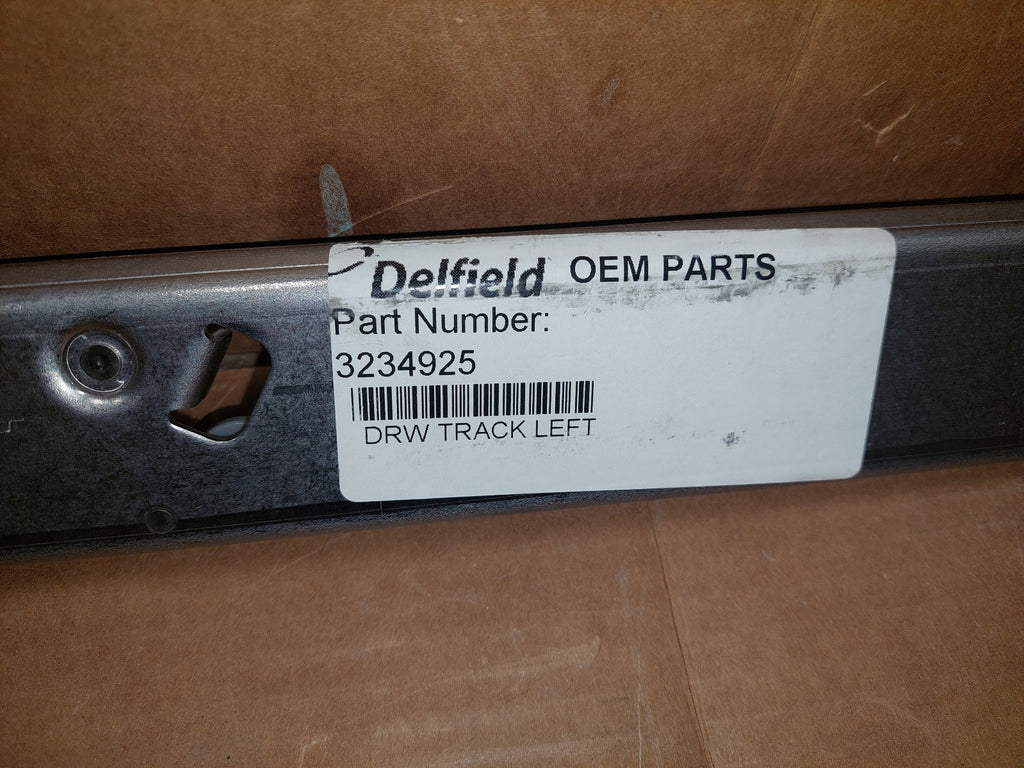 Delfield OEM PARTS
Part Number:
3234925
DRW TRACK LEFT